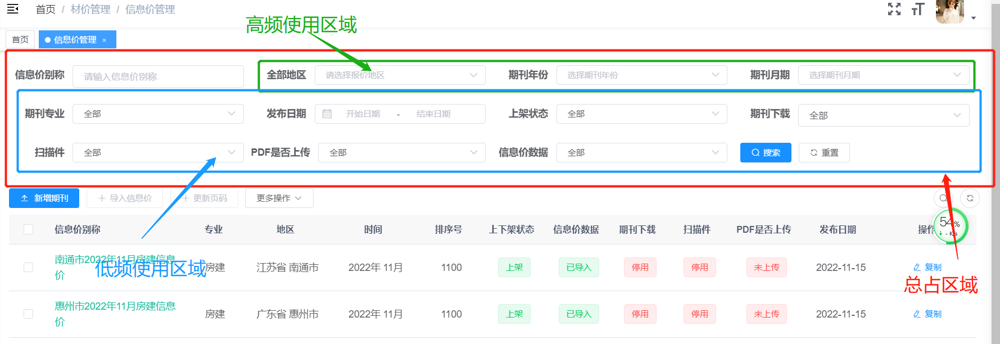 首页 / 材价管理 / 信息价管理
高频使用区域
首页 信息价管理 ×
信息价别称 请输入信息价别称 全部地区 请选择报价地区 期刊年份 选择期刊年份 期刊月期 选择期刊月期
期刊专业 全部 发布日期 开始日期 - 结束日期 上架状态 全部 期刊下载 全部
扫描件 全部 PDF是否上传 全部 信息价数据 全部 搜索 重置
新增期刊 导入信息价 更新页码 更多操作
信息价别称 专业 地区 时间 排序号 上下架状态 信息价数据 期刊下载 扫描件 PDF是否上传 发布日期 操作
54%
南通市2022年11月房建信息
价 房建 江苏省 南通市 2022年 11月 1100 上架 已导入 停用 停用 未上传 2022-11-15 复制
低频使用区域
总占区域
惠州市2022年11月房建信息
价 房建 广东省 惠州市 2022年 11月 1100 上架 已导入 停用 停用 未上传 2022-11-15 复制